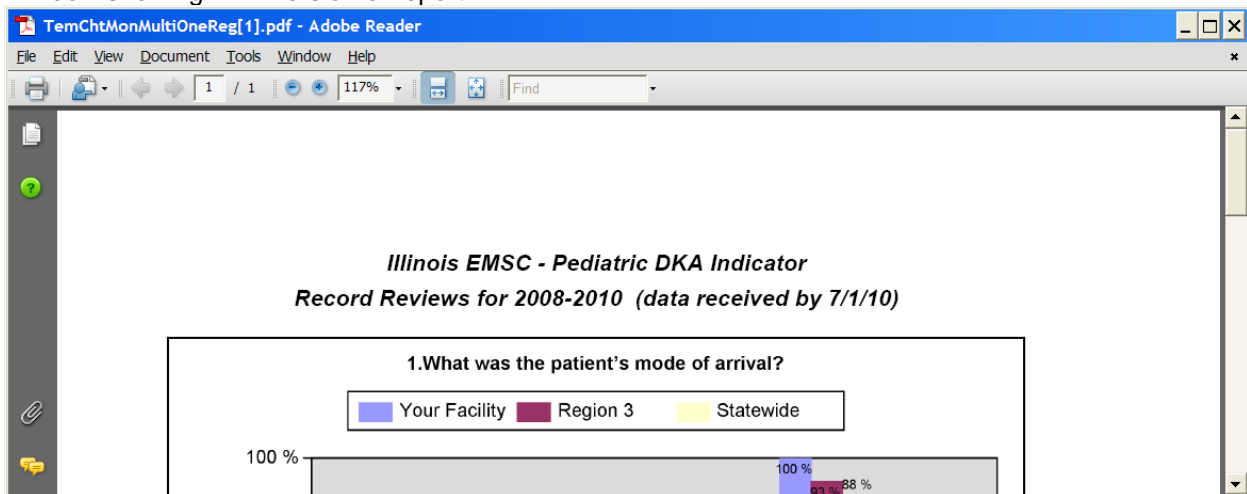 TemChtMonMultiOneReg[1].pdf - Adobe Reader
File Edit View Document Tools Window Help
1 / 1 117% Find
Illinois EMSC - Pediatric DKA Indicator
Record Reviews for 2008-2010 (data received by 7/1/10)
1.What was the patient's mode of arrival?
Your Facility Region 3 Statewide
100 %
100 %
93 % 88 %